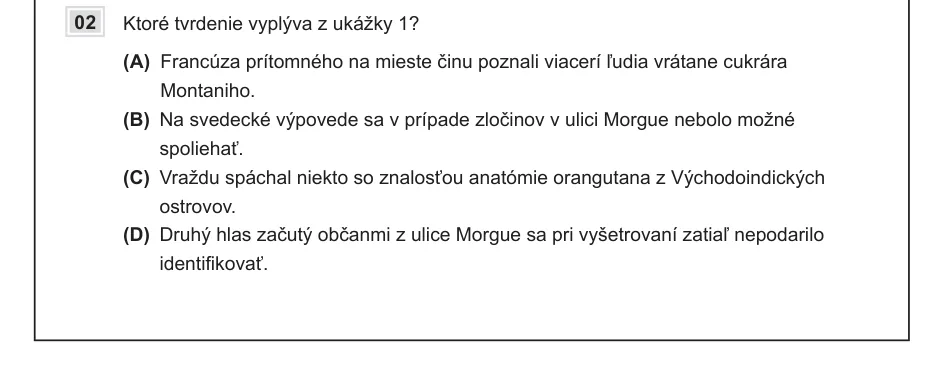 02 Ktoré tvrdenie vyplýva z ukážky 1?
(A) Francúza prítomného na mieste činu poznali viacerí ľudia vrátane cukrára
Montaniho.
(B) Na svedecké výpovede sa v prípade zločinov v ulici Morgue nebolo možné
spoliehať.
(C) Vraždu spáchal niekto so znalosťou anatómie orangutana z Východoindických
ostrovov.
(D) Druhý hlas začutý občanmi z ulice Morgue sa pri vyšetrovaní zatiaľ nepodarilo
identifikovať.